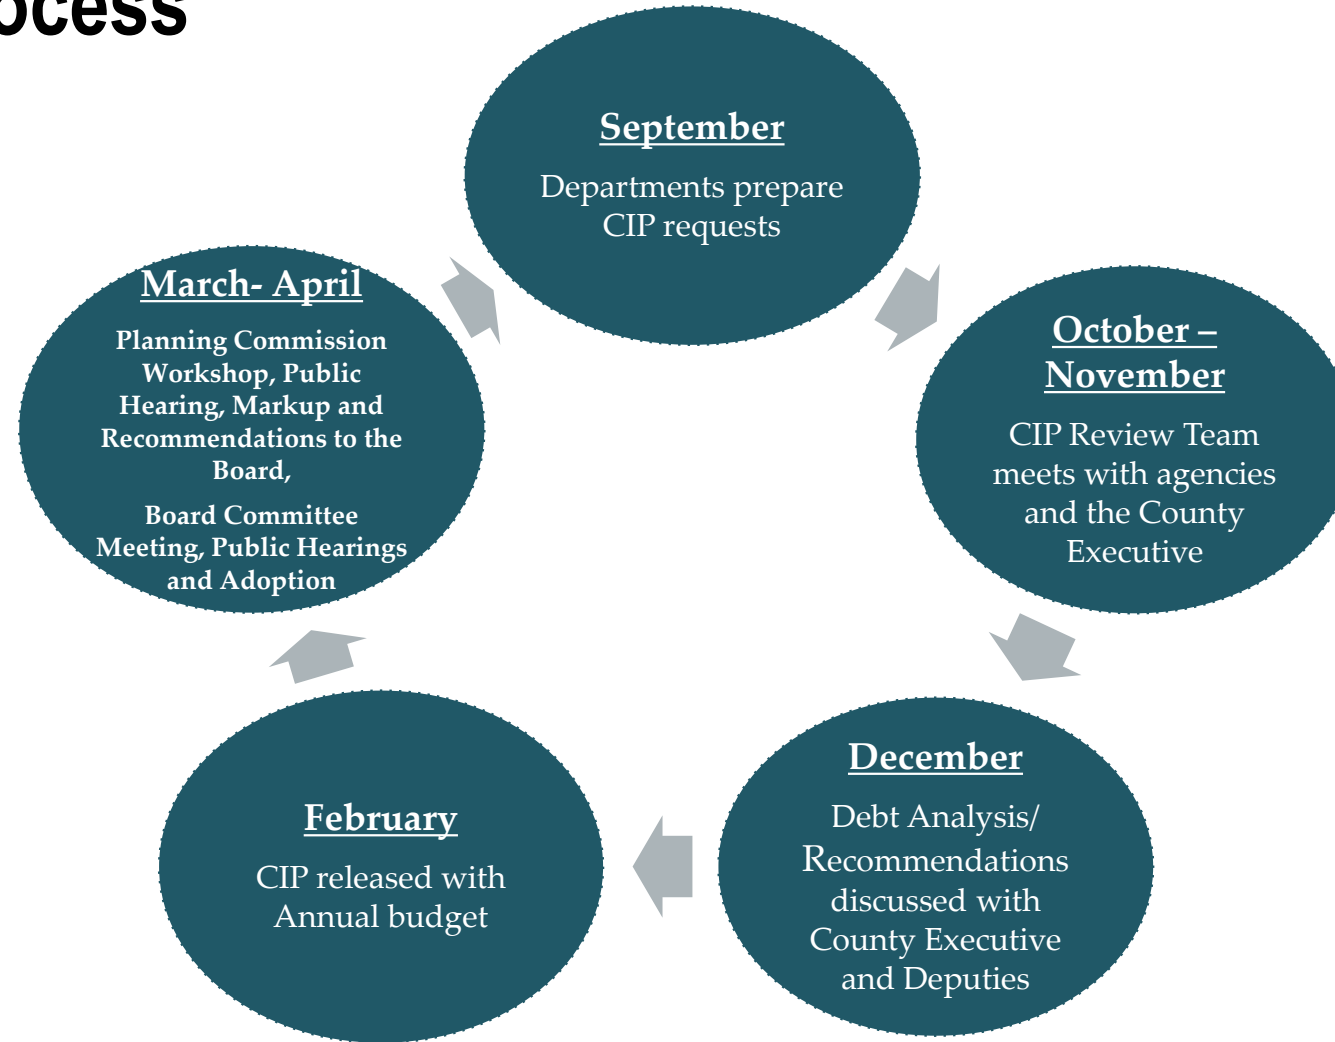 ocess
September
Departments prepare
CIP requests
October –
November
CIP Review Team
meets with agencies
and the County
Executive
December
Debt Analysis/
Recommendations
discussed with
County Executive
and Deputies
February
CIP released with
Annual budget
March- April
Planning Commission
Workshop, Public
Hearing, Markup and
Recommendations to the
Board,
Board Committee
Meeting, Public Hearings
and Adoption